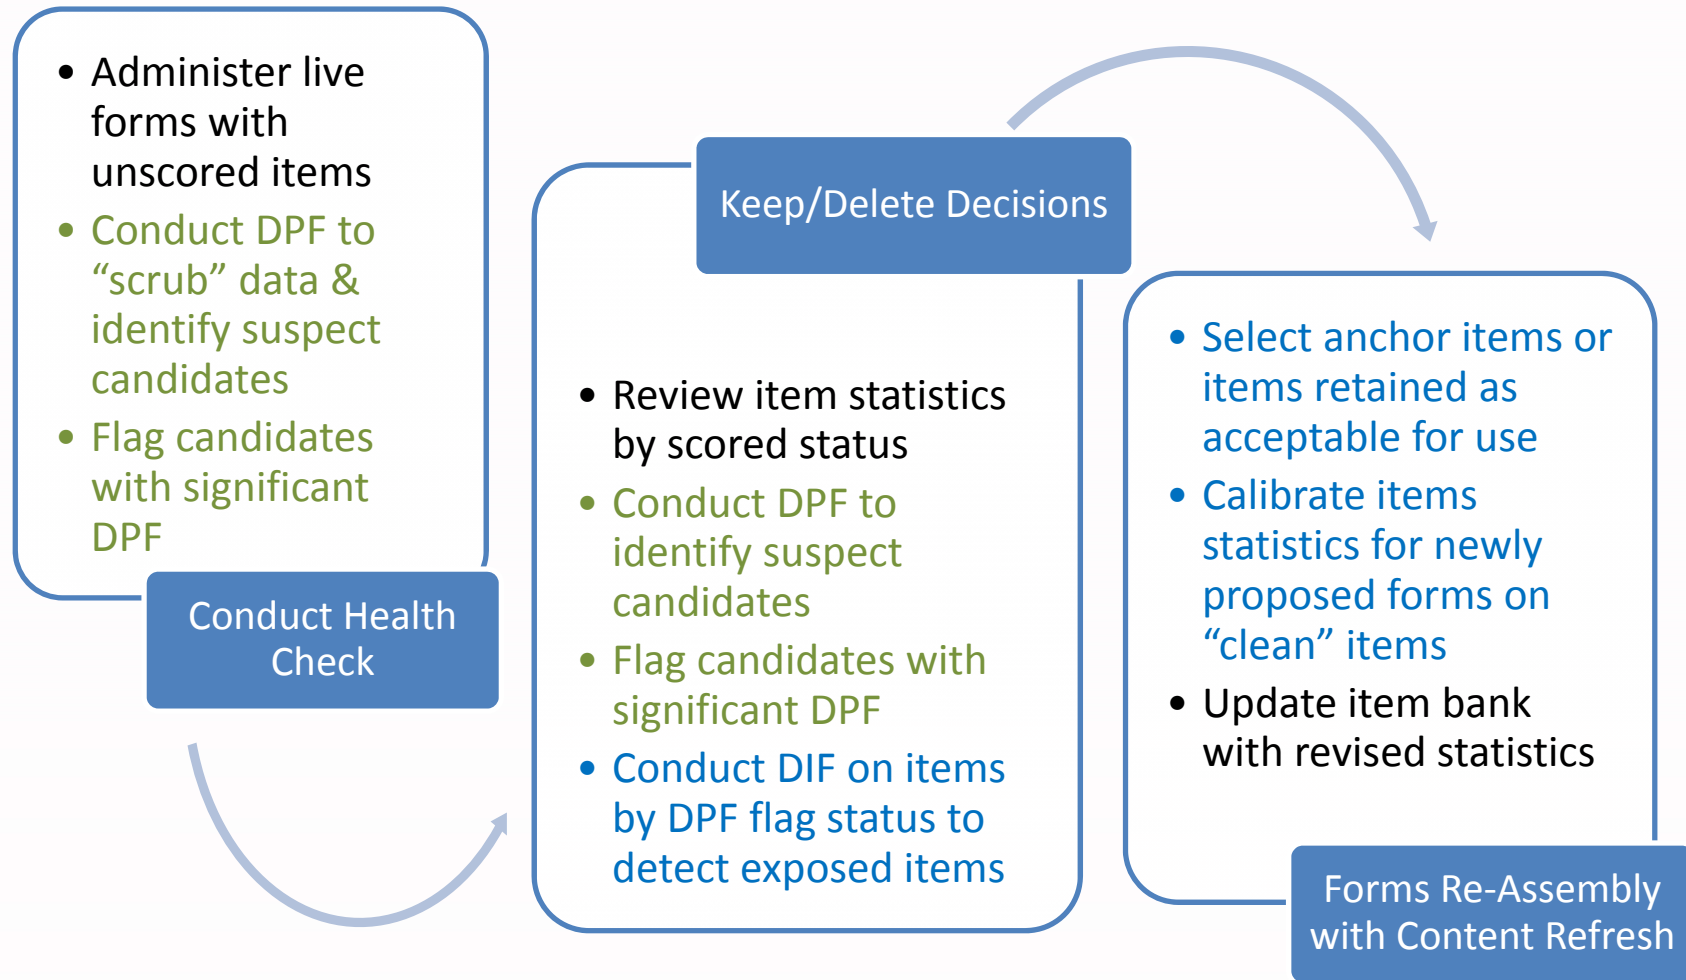 • Administer live
forms with
unscored items
• Conduct DPF to
“scrub” data &
identify suspect
candidates
• Flag candidates
with significant
DPF
Conduct Health
Check
Keep/Delete Decisions
• Review item statistics
by scored status
• Conduct DPF to
identify suspect
candidates
• Flag candidates with
significant DPF
• Conduct DIF on items
by DPF flag status to
detect exposed items
• Select anchor items or
items retained as
acceptable for use
• Calibrate items
statistics for newly
proposed forms on
“clean” items
• Update item bank
with revised statistics
Forms Re-Assembly
with Content Refresh